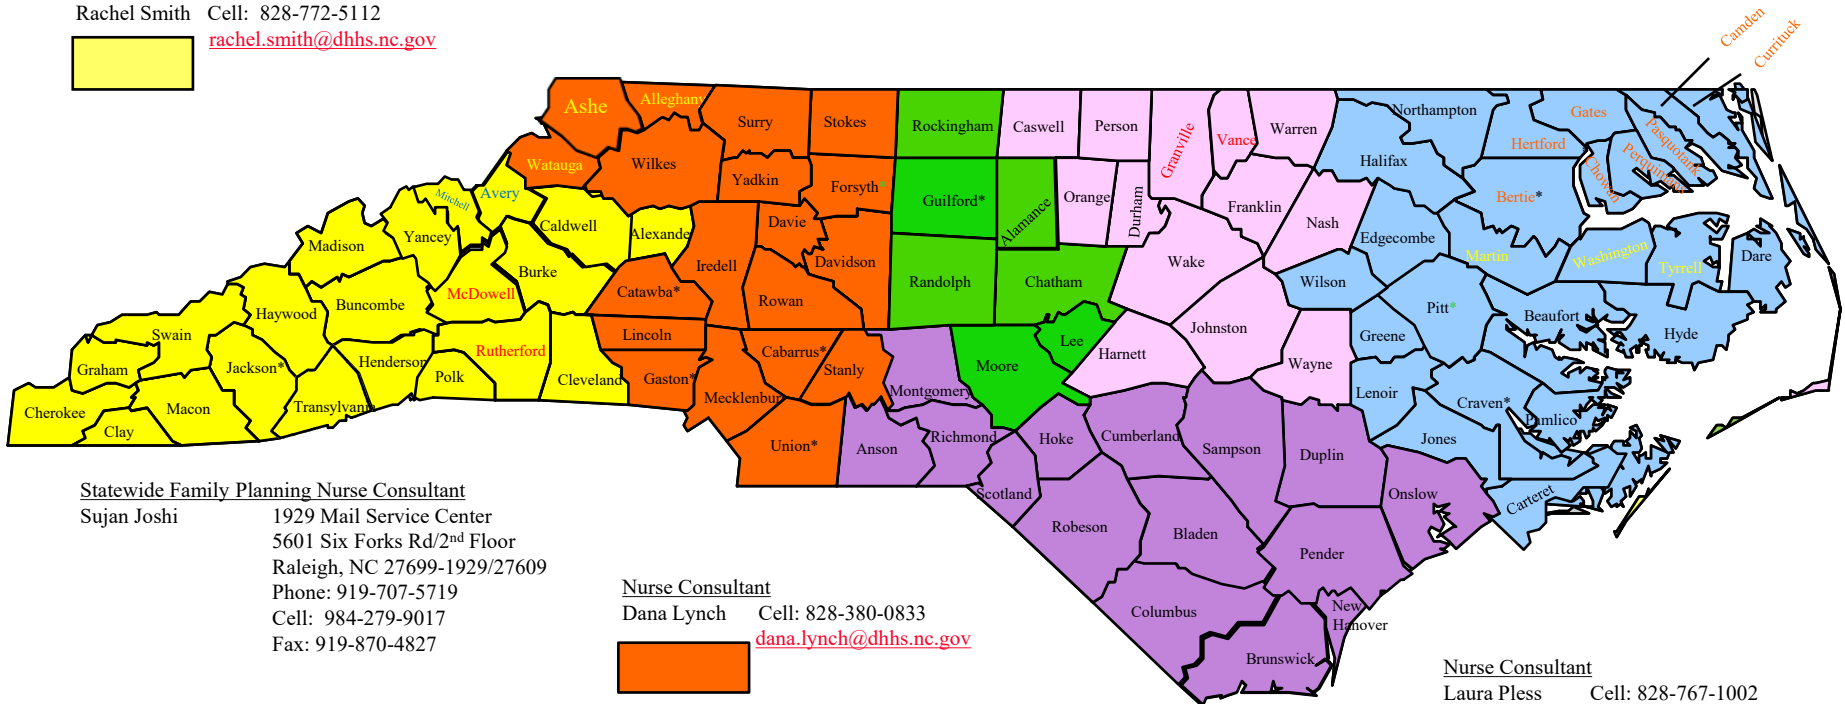 Rachel Smith Cell: 828-772-5112
rachel.smith@dhhs.nc.gov
Camden
Currituck
Ashe
Alleghany
Surry
Stokes
Rockingham
Caswell
Person
Granville
Vance
Warren
Northampton
Gates
Hertford
Pasquotank
Perquimans
Chowan
Watauga
Wilkes
Yadkin
Forsyth*
Guilford*
Alamance
Orange
Durham
Franklin
Nash
Halifax
Bertie*
Mitchell
Avery
Caldwell
Alexande
Madison
Yancey
Davie
Iredell
Davidson
Wake
Edgecombe
Martin
Washington
Tyrrell
Dare
Burke
McDowell
Buncombe
Haywood
Catawba*
Rowan
Randolph
Chatham
Wilson
Pitt*
Beaufort
Hyde
Swain
Graham
Jackson*
Henderson
Polk
Rutherford
Cleveland
Lincoln
Gaston*
Cabarrus*
Stanly
Mecklenbur
Montgomery
Moore
Lee
Harnett
Johnston
Wayne
Greene
Lenoir
Craven*
Pamlico
Jones
Cherokee
Clay
Macon
Transylvani
Union*
Anson
Richmond
Hoke
Cumberland
Sampson
Duplin
Onslow
Carteret
Scotland
Robeson
Bladen
Pender
Columbus
New
Hanover
Brunswick
Statewide Family Planning Nurse Consultant
Sujan Joshi 1929 Mail Service Center
5601 Six Forks Rd/2nd Floor
Raleigh, NC 27699-1929/27609
Phone: 919-707-5719
Cell: 984-279-9017
Fax: 919-870-4827
Nurse Consultant
Dana Lynch Cell: 828-380-0833
dana.lynch@dhhs.nc.gov
Nurse Consultant
Laura Pless Cell: 828-767-1002